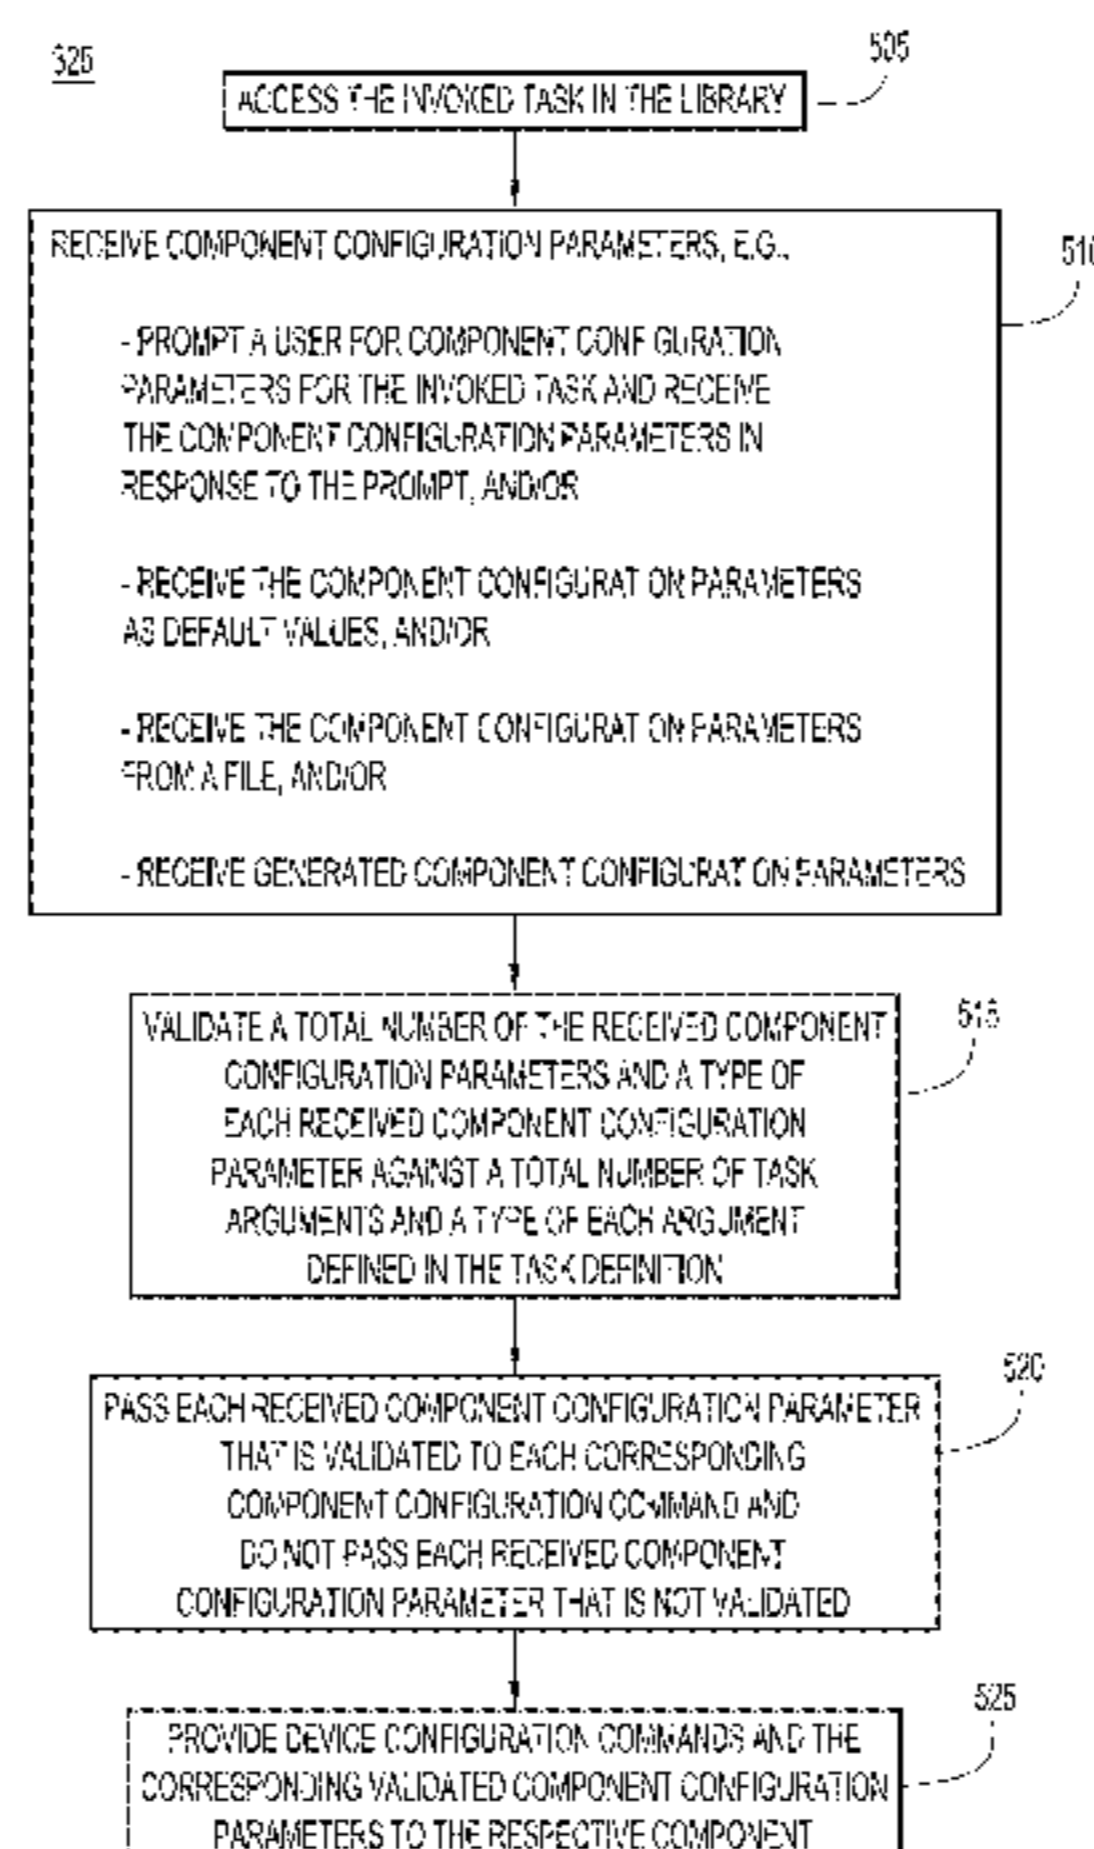 325
505
ACCESS THE INVOKED TASK IN THE LIBRARY
510
RECEIVE COMPONENT CONFIGURATION PARAMETERS, E.G.,
- PROMPT A USER FOR COMPONENT CONFIGURATION
PARAMETERS FOR THE INVOKED TASK AND RECEIVE
THE COMPONENT CONFIGURATION PARAMETERS IN
RESPONSE TO THE PROMPT, AND/OR
- RECEIVE THE COMPONENT CONFIGURATION PARAMETERS
AS DEFAULT VALUES, AND/OR
- RECEIVE THE COMPONENT CONFIGURATION PARAMETERS
FROM A FILE, AND/OR
- RECEIVE GENERATED COMPONENT CONFIGURATION PARAMETERS
515
VALIDATE A TOTAL NUMBER OF THE RECEIVED COMPONENT
CONFIGURATION PARAMETERS AND A TYPE OF
EACH RECEIVED COMPONENT CONFIGURATION
PARAMETER AGAINST A TOTAL NUMBER OF TASK
ARGUMENTS AND A TYPE OF EACH ARGUMENT
DEFINED IN THE TASK DEFINITION
520
PASS EACH RECEIVED COMPONENT CONFIGURATION PARAMETER
THAT IS VALIDATED TO EACH CORRESPONDING
COMPONENT CONFIGURATION COMMAND AND
DO NOT PASS EACH RECEIVED COMPONENT
CONFIGURATION PARAMETER THAT IS NOT VALIDATED
525
PROVIDE DEVICE CONFIGURATION COMMANDS AND THE
CORRESPONDING VALIDATED COMPONENT CONFIGURATION
PARAMETERS TO THE RESPECTIVE COMPONENT